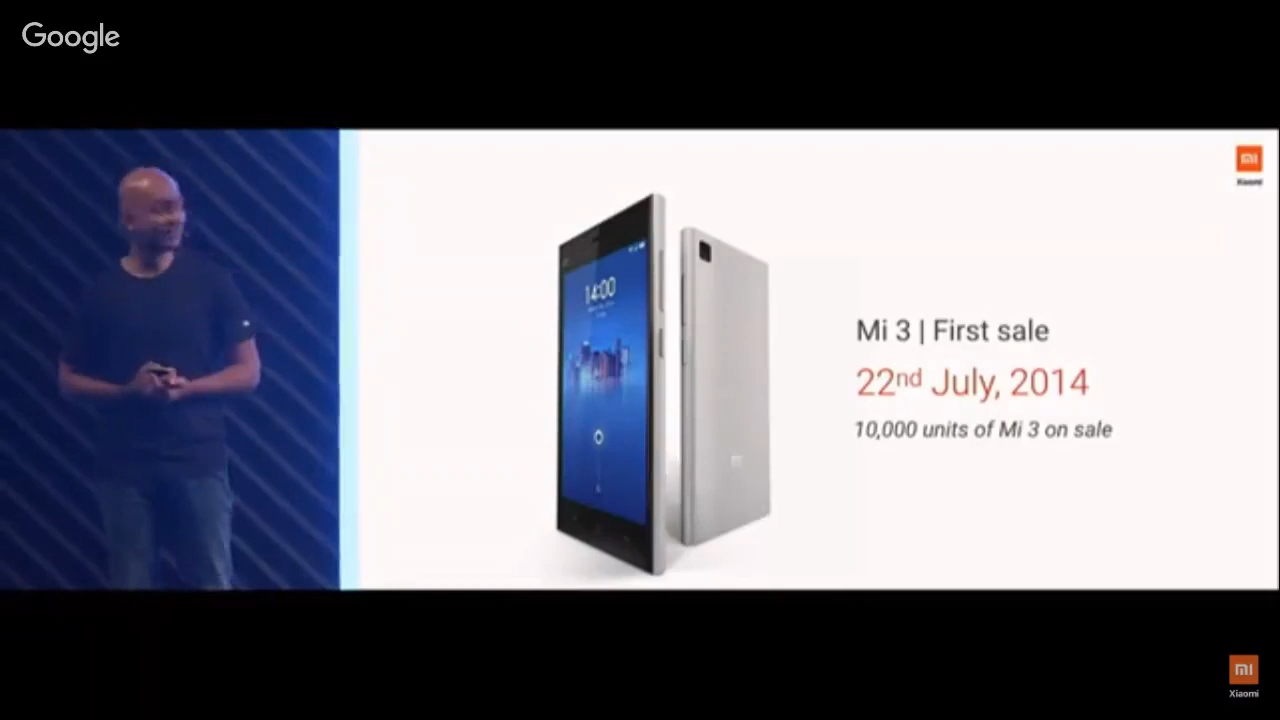 Google
mi
Xiaomi
14:00
Mi 3 | First sale
22nd July, 2014
10,000 units of Mi 3 on sale
mi
Xiaomi